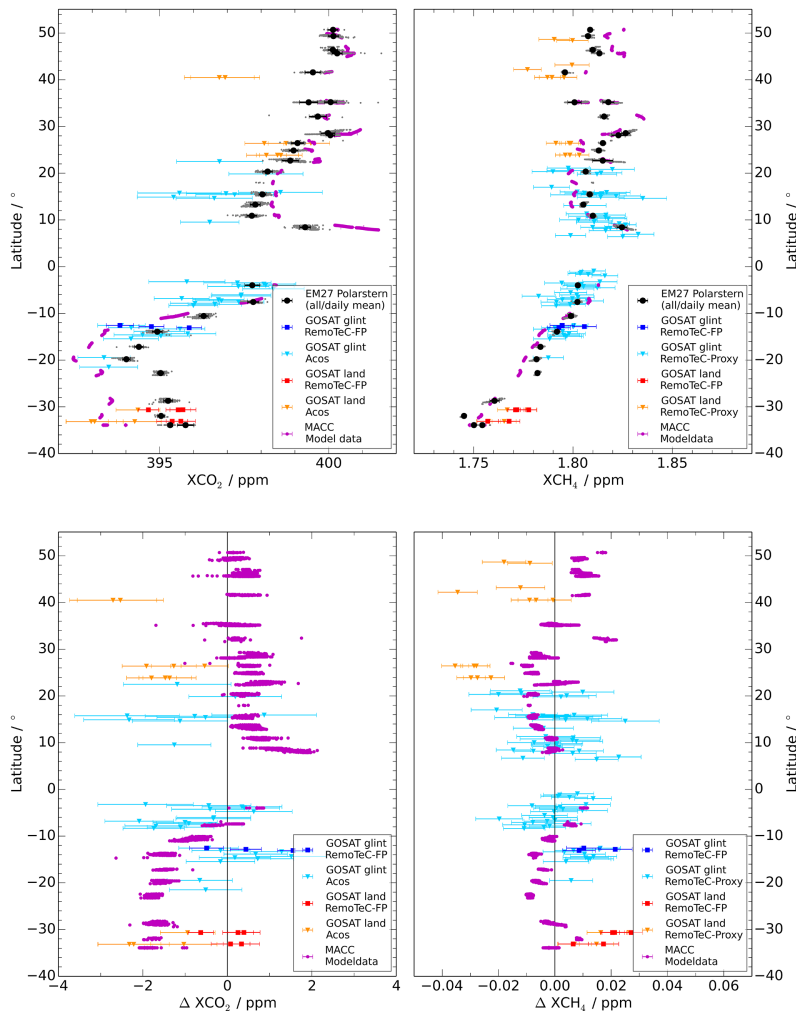 50
40
30
20
10
0
−10
−20
−30
−40
Latitude / °
395
400
XCO₂ / ppm
EM27 Polarstern
(all/daily mean)
GOSAT glint
RemoTeC-FP
GOSAT glint
Acos
GOSAT land
RemoTeC-FP
GOSAT land
Acos
MACC
Model data
50
40
30
20
10
0
−10
−20
−30
−40
Latitude / °
1.75
1.80
1.85
XCH₄ / ppm
EM27 Polarstern
(all/daily mean)
GOSAT glint
RemoTeC-FP
GOSAT glint
RemoTeC-Proxy
GOSAT land
RemoTeC-FP
GOSAT land
RemoTeC-Proxy
MACC
Modeldata
50
40
30
20
10
0
−10
−20
−30
−40
Latitude / °
−4
−2
0
2
4
Δ XCO₂ / ppm
GOSAT glint
RemoTeC-FP
GOSAT glint
Acos
GOSAT land
RemoTeC-FP
GOSAT land
Acos
MACC
Modeldata
50
40
30
20
10
0
−10
−20
−30
−40
Latitude / °
−0.04
−0.02
0.00
0.02
0.04
0.06
Δ XCH₄ / ppm
GOSAT glint
RemoTeC-FP
GOSAT glint
RemoTeC-Proxy
GOSAT land
RemoTeC-FP
GOSAT land
RemoTeC-Proxy
MACC
Modeldata